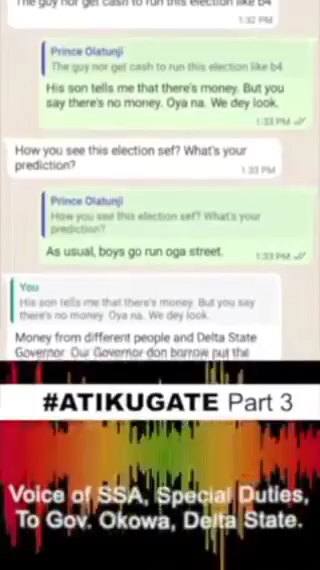 The guy nor get cash to run this election like b4
1:32 PM
Prince Olatunji
The guy nor get cash to run this election like b4
His son tells me that there's money. But you
say there's no money. Oya na. We dey look.
1:33 PM
How you see this election sef? What's your
prediction?
1:33 PM
Prince Olatunji
How you see this election sef? What's your
prediction?
As usual, boys go run oga street.
1:33 PM
You
His son tells me that there's money. But you say
there's no money. Oya na. We dey look.
Money from different people and Delta State
Governor. Our Governor don borrow put the
#ATIKUGATE Part 3
Voice of SSA, Special Duties,
To Gov. Okowa, Delta State.